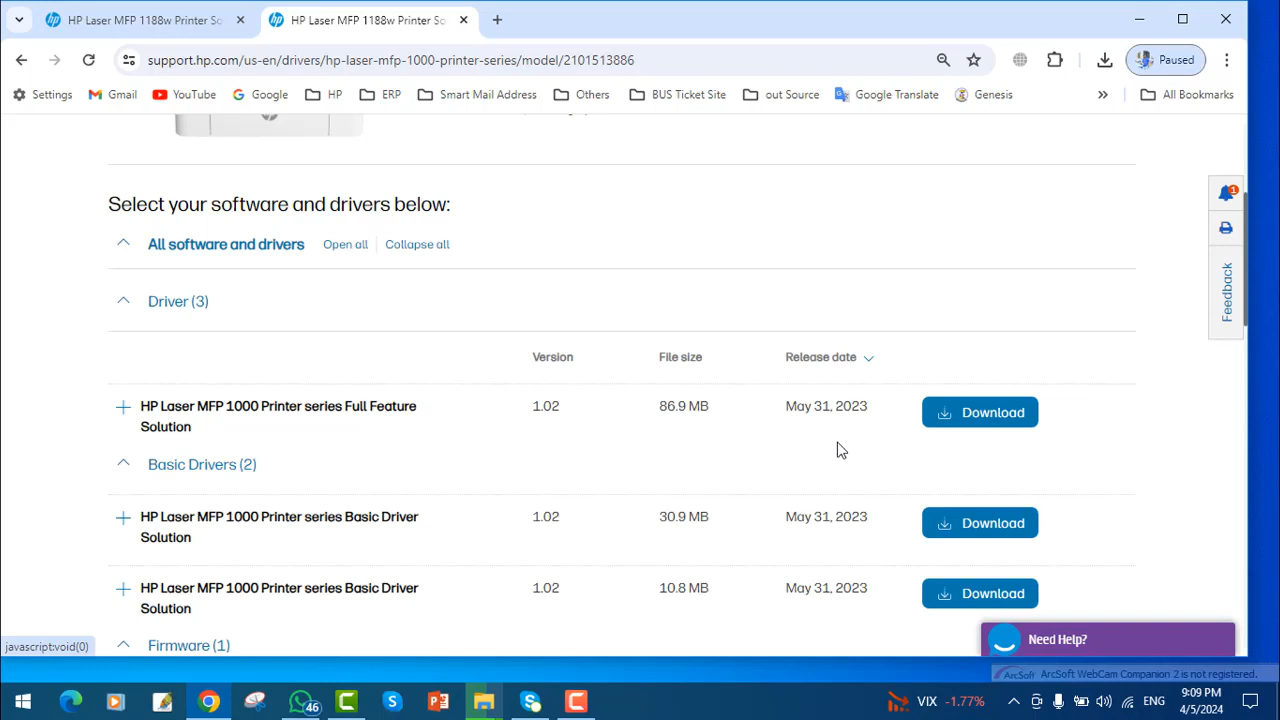 HP Laser MFP 1188w Printer So
HP Laser MFP 1188w Printer So
support.hp.com/us-en/drivers/hp-laser-mfp-1000-printer-series/model/2101513886
Paused
Settings Gmail YouTube Google HP ERP Smart Mail Address Others BUS Ticket Site out Source Google Translate Genesis » All Bookmarks
Select your software and drivers below:
All software and drivers Open all Collapse all
Driver (3)
Version File size Release date
HP Laser MFP 1000 Printer series Full Feature
Solution
1.02 86.9 MB May 31, 2023 Download
Basic Drivers (2)
HP Laser MFP 1000 Printer series Basic Driver
Solution
1.02 30.9 MB May 31, 2023 Download
HP Laser MFP 1000 Printer series Basic Driver
Solution
1.02 10.8 MB May 31, 2023 Download
Firmware (1)
1
Feedback
Need Help?
javascript:void(0)
ArcSoft ArcSoft WebCam Companion 2 is not registered.
46
VIX -1.77%
ENG
9:09 PM
4/5/2024